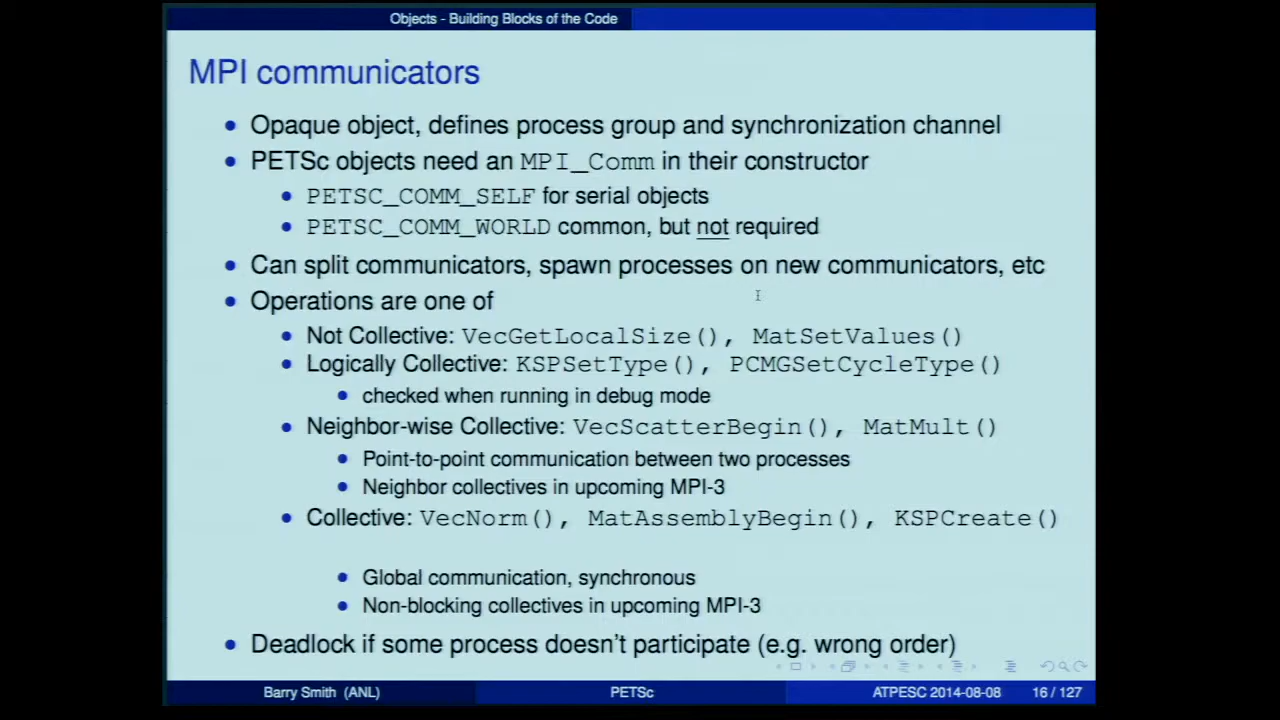 Objects - Building Blocks of the Code
MPI communicators
Opaque object, defines process group and synchronization channel
PETSc objects need an MPI_Comm in their constructor
PETSC_COMM_SELF for serial objects
PETSC_COMM_WORLD common, but not required
Can split communicators, spawn processes on new communicators, etc
Operations are one of
Not Collective: VecGetLocalSize(), MatSetValues()
Logically Collective: KSPSetType(), PCMGSetCycleType()
checked when running in debug mode
Neighbor-wise Collective: VecScatterBegin(), MatMult()
Point-to-point communication between two processes
Neighbor collectives in upcoming MPI-3
Collective: VecNorm(), MatAssemblyBegin(), KSPCreate()
Global communication, synchronous
Non-blocking collectives in upcoming MPI-3
Deadlock if some process doesn't participate (e.g. wrong order)
Barry Smith (ANL) PETSc ATPESC 2014-08-08 16 / 127